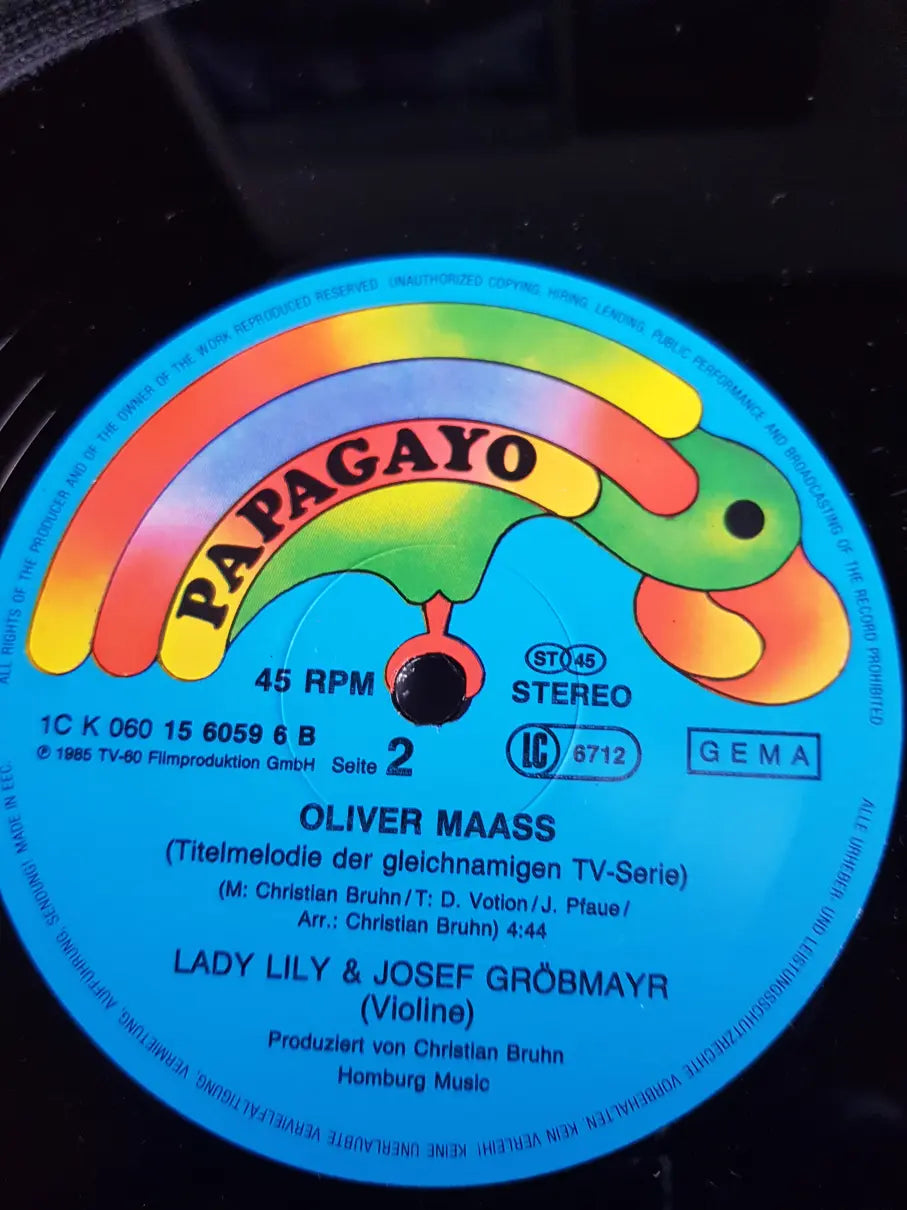 ALL RIGHTS OF THE PRODUCER AND OF THE OWNER OF THE WORK REPRODUCED RESERVED UNAUTHORIZED COPYING, HIRING, LENDING, PUBLIC PERFORMANCE AND BROADCASTING OF THE RECORD PROHIBITED
PAPAGAYO
45 RPM
ST 45
STEREO
1C K 060 15 6059 6 B
LC 6712
GEMA
℗ 1985 TV-60 Filmproduktion GmbH Seite 2
OLIVER MAASS
(Titelmelodie der gleichnamigen TV-Serie)
(M: Christian Bruhn/T: D. Votion/J. Pfaue/
Arr.: Christian Bruhn) 4:44
LADY LILY & JOSEF GRÖBMAYR
(Violine)
Produziert von Christian Bruhn
Homburg Music
ALLE URHEBER- UND LEISTUNGSSCHUTZRECHTE VORBEHALTEN. KEIN VERLEIH! KEINE UNERLAUBTE VERVIELFÄLTIGUNG, VERMIETUNG, AUFFÜHRUNG, SENDUNG! MADE IN EEC.